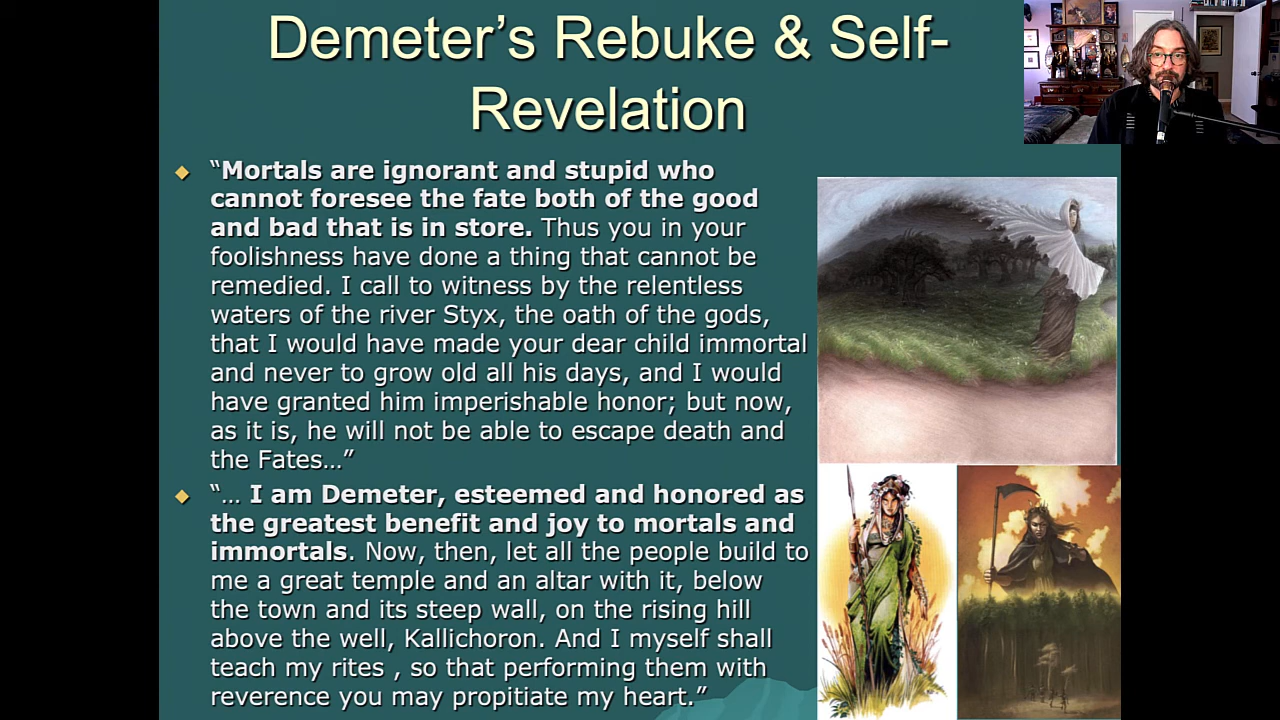 Demeter’s Rebuke & Self-
Revelation
“Mortals are ignorant and stupid who
cannot foresee the fate both of the good
and bad that is in store. Thus you in your
foolishness have done a thing that cannot be
remedied. I call to witness by the relentless
waters of the river Styx, the oath of the gods,
that I would have made your dear child immortal
and never to grow old all his days, and I would
have granted him imperishable honor; but now,
as it is, he will not be able to escape death and
the Fates…”
“… I am Demeter, esteemed and honored as
the greatest benefit and joy to mortals and
immortals. Now, then, let all the people build to
me a great temple and an altar with it, below
the town and its steep wall, on the rising hill
above the well, Kallichoron. And I myself shall
teach my rites , so that performing them with
reverence you may propitiate my heart.”